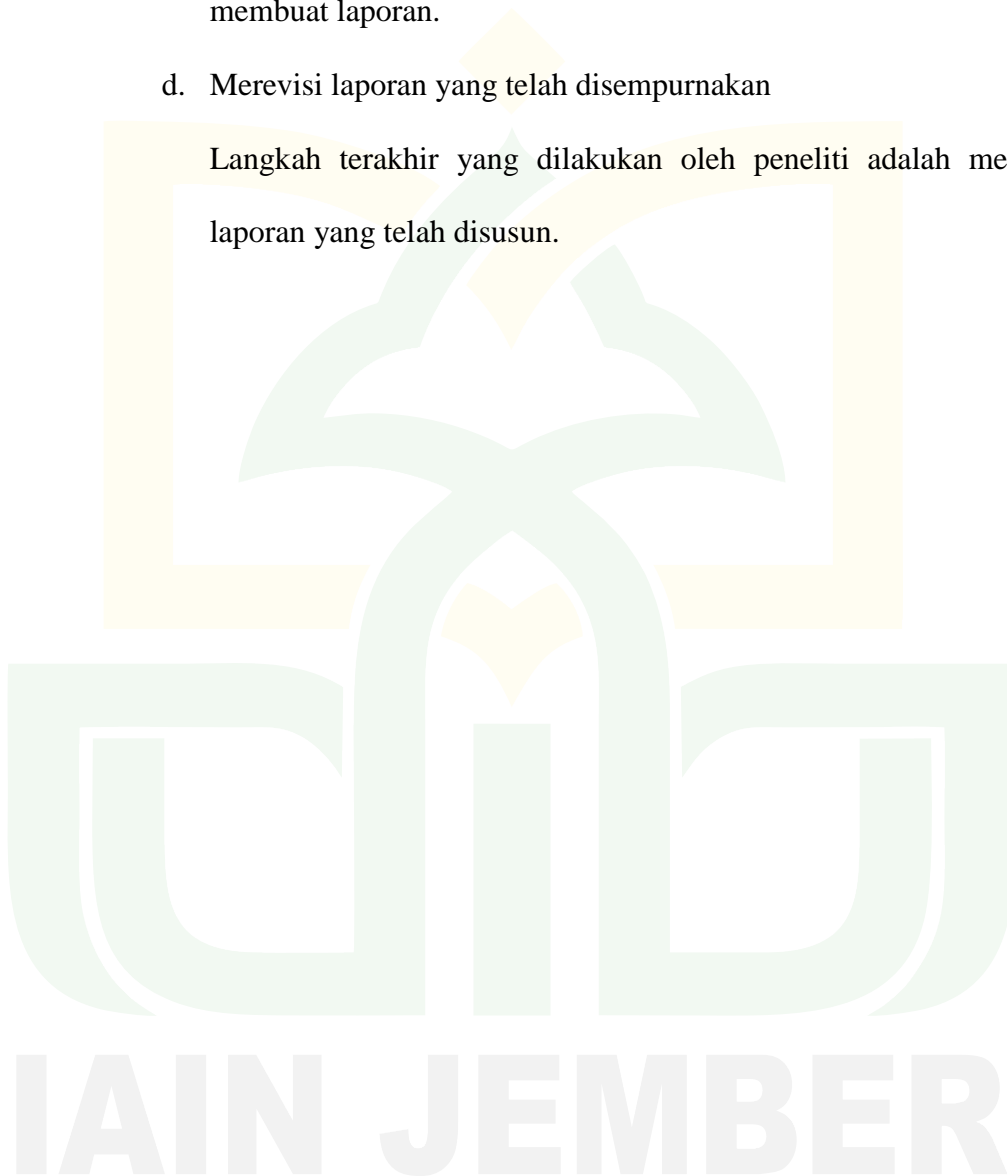 membuat laporan.
d. Merevisi laporan yang telah disempurnakan
Langkah terakhir yang dilakukan oleh peneliti adalah me
laporan yang telah disusun.
IAIN JEMBER